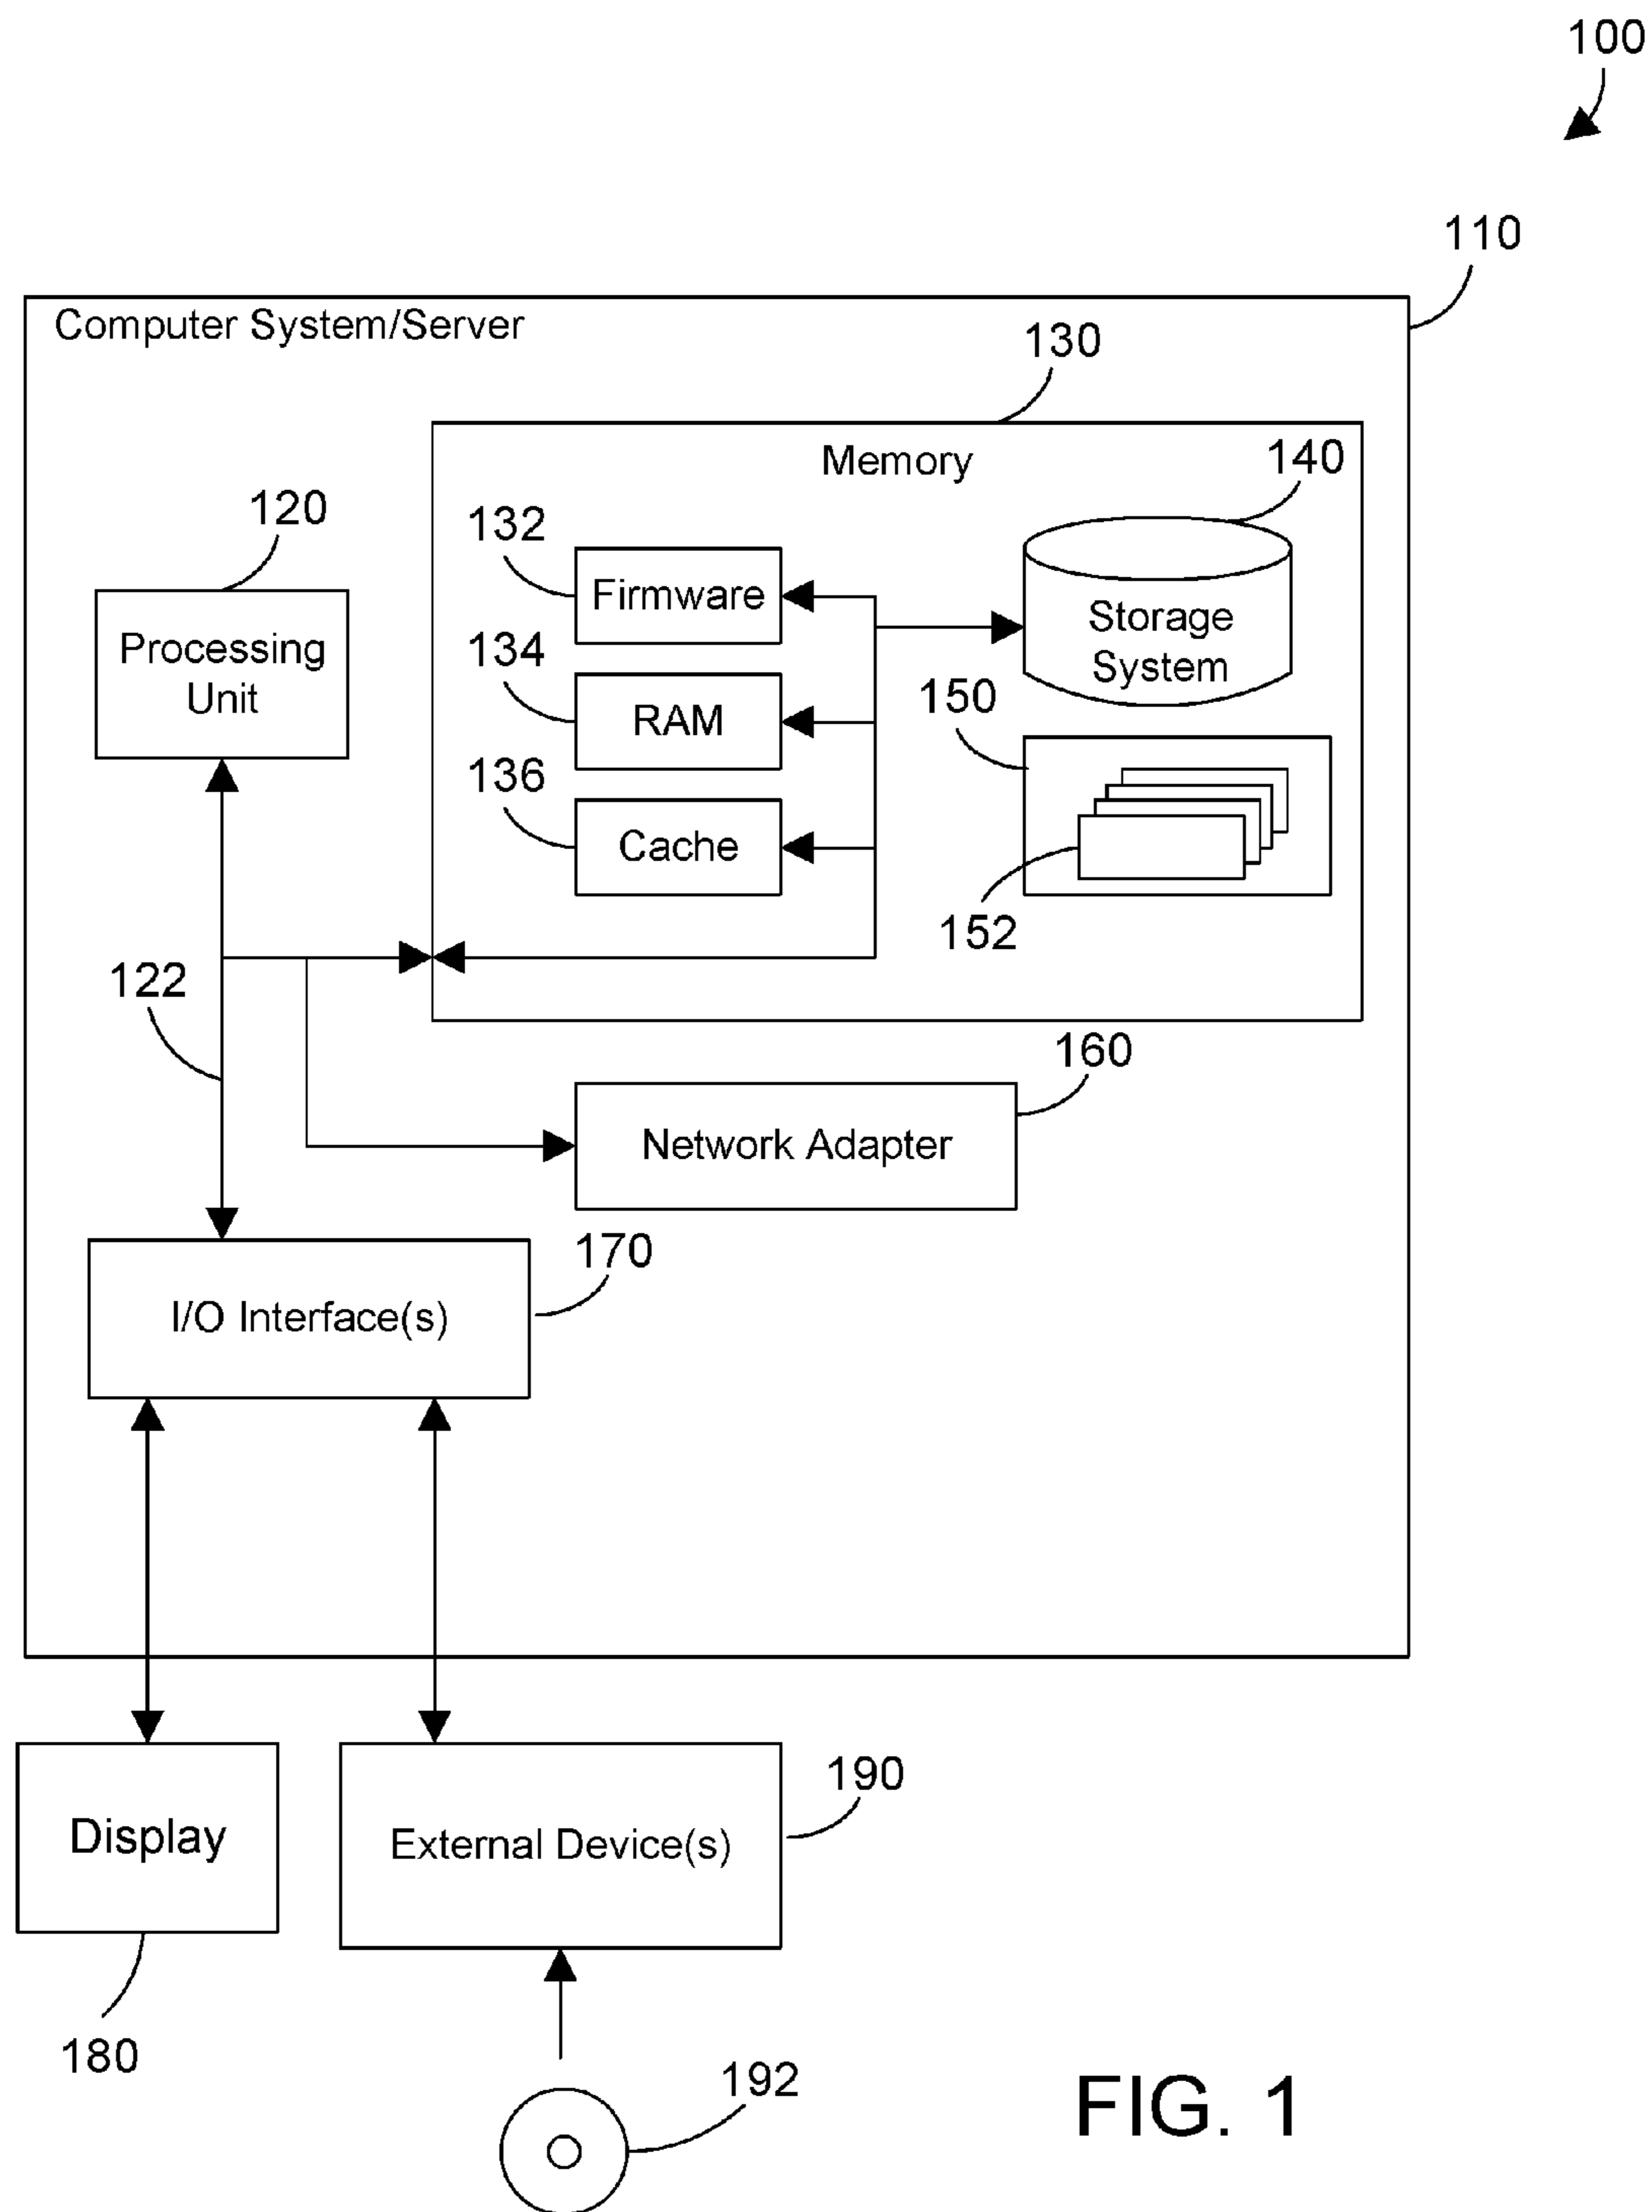 100
110
Computer System/Server
130
Memory
140
120
132
Firmware
Processing
Unit
134
Storage
System
150
RAM
136
Cache
152
122
160
Network Adapter
170
I/O Interface(s)
190
Display
External Device(s)
180
192
FIG. 1